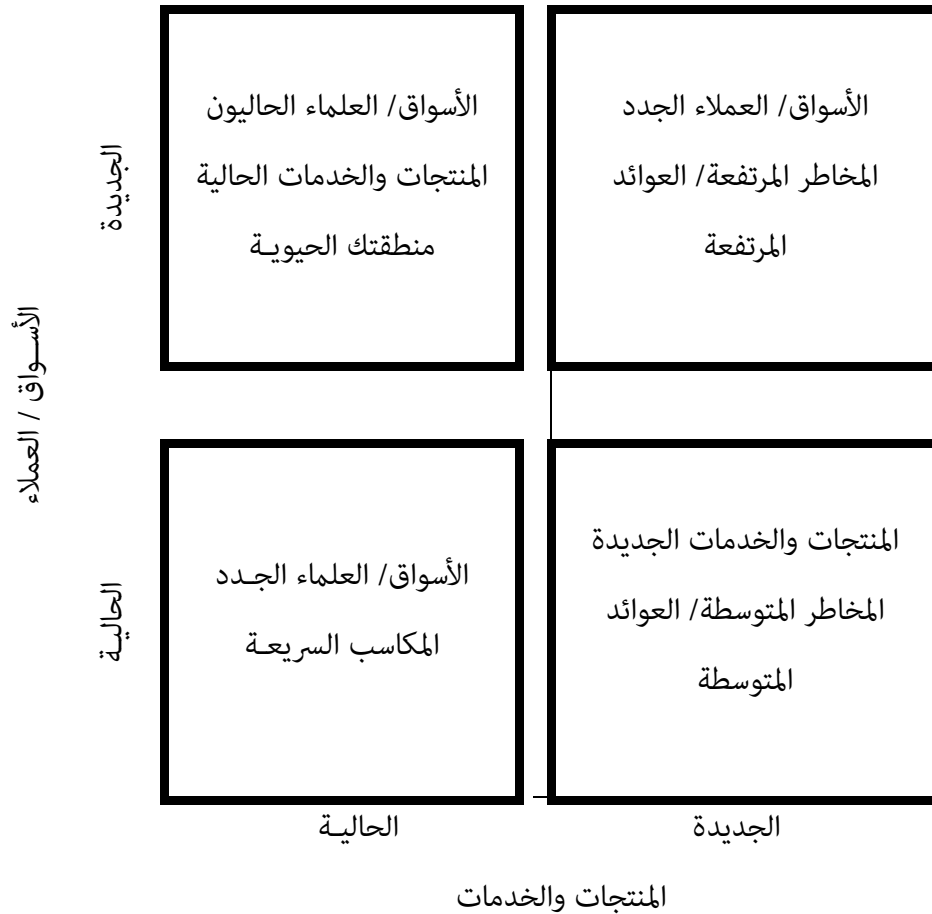 الأسواق/ العملاء الجدد
المخاطر المرتفعة/ العوائد
المرتفعة
الأسواق/ العلماء الحاليون
المنتجات والخدمات الحالية
منطقتك الحيويـة
الجديدة
الأســواق / العملاء
المنتجات والخدمات الجديدة
المخاطر المتوسطة/ العوائد
المتوسطة
الأسواق/ العلماء الجـدد
المكاسب السريعـة
الحاليـة
الجديدة
الحاليـة
المنتجات والخدمات